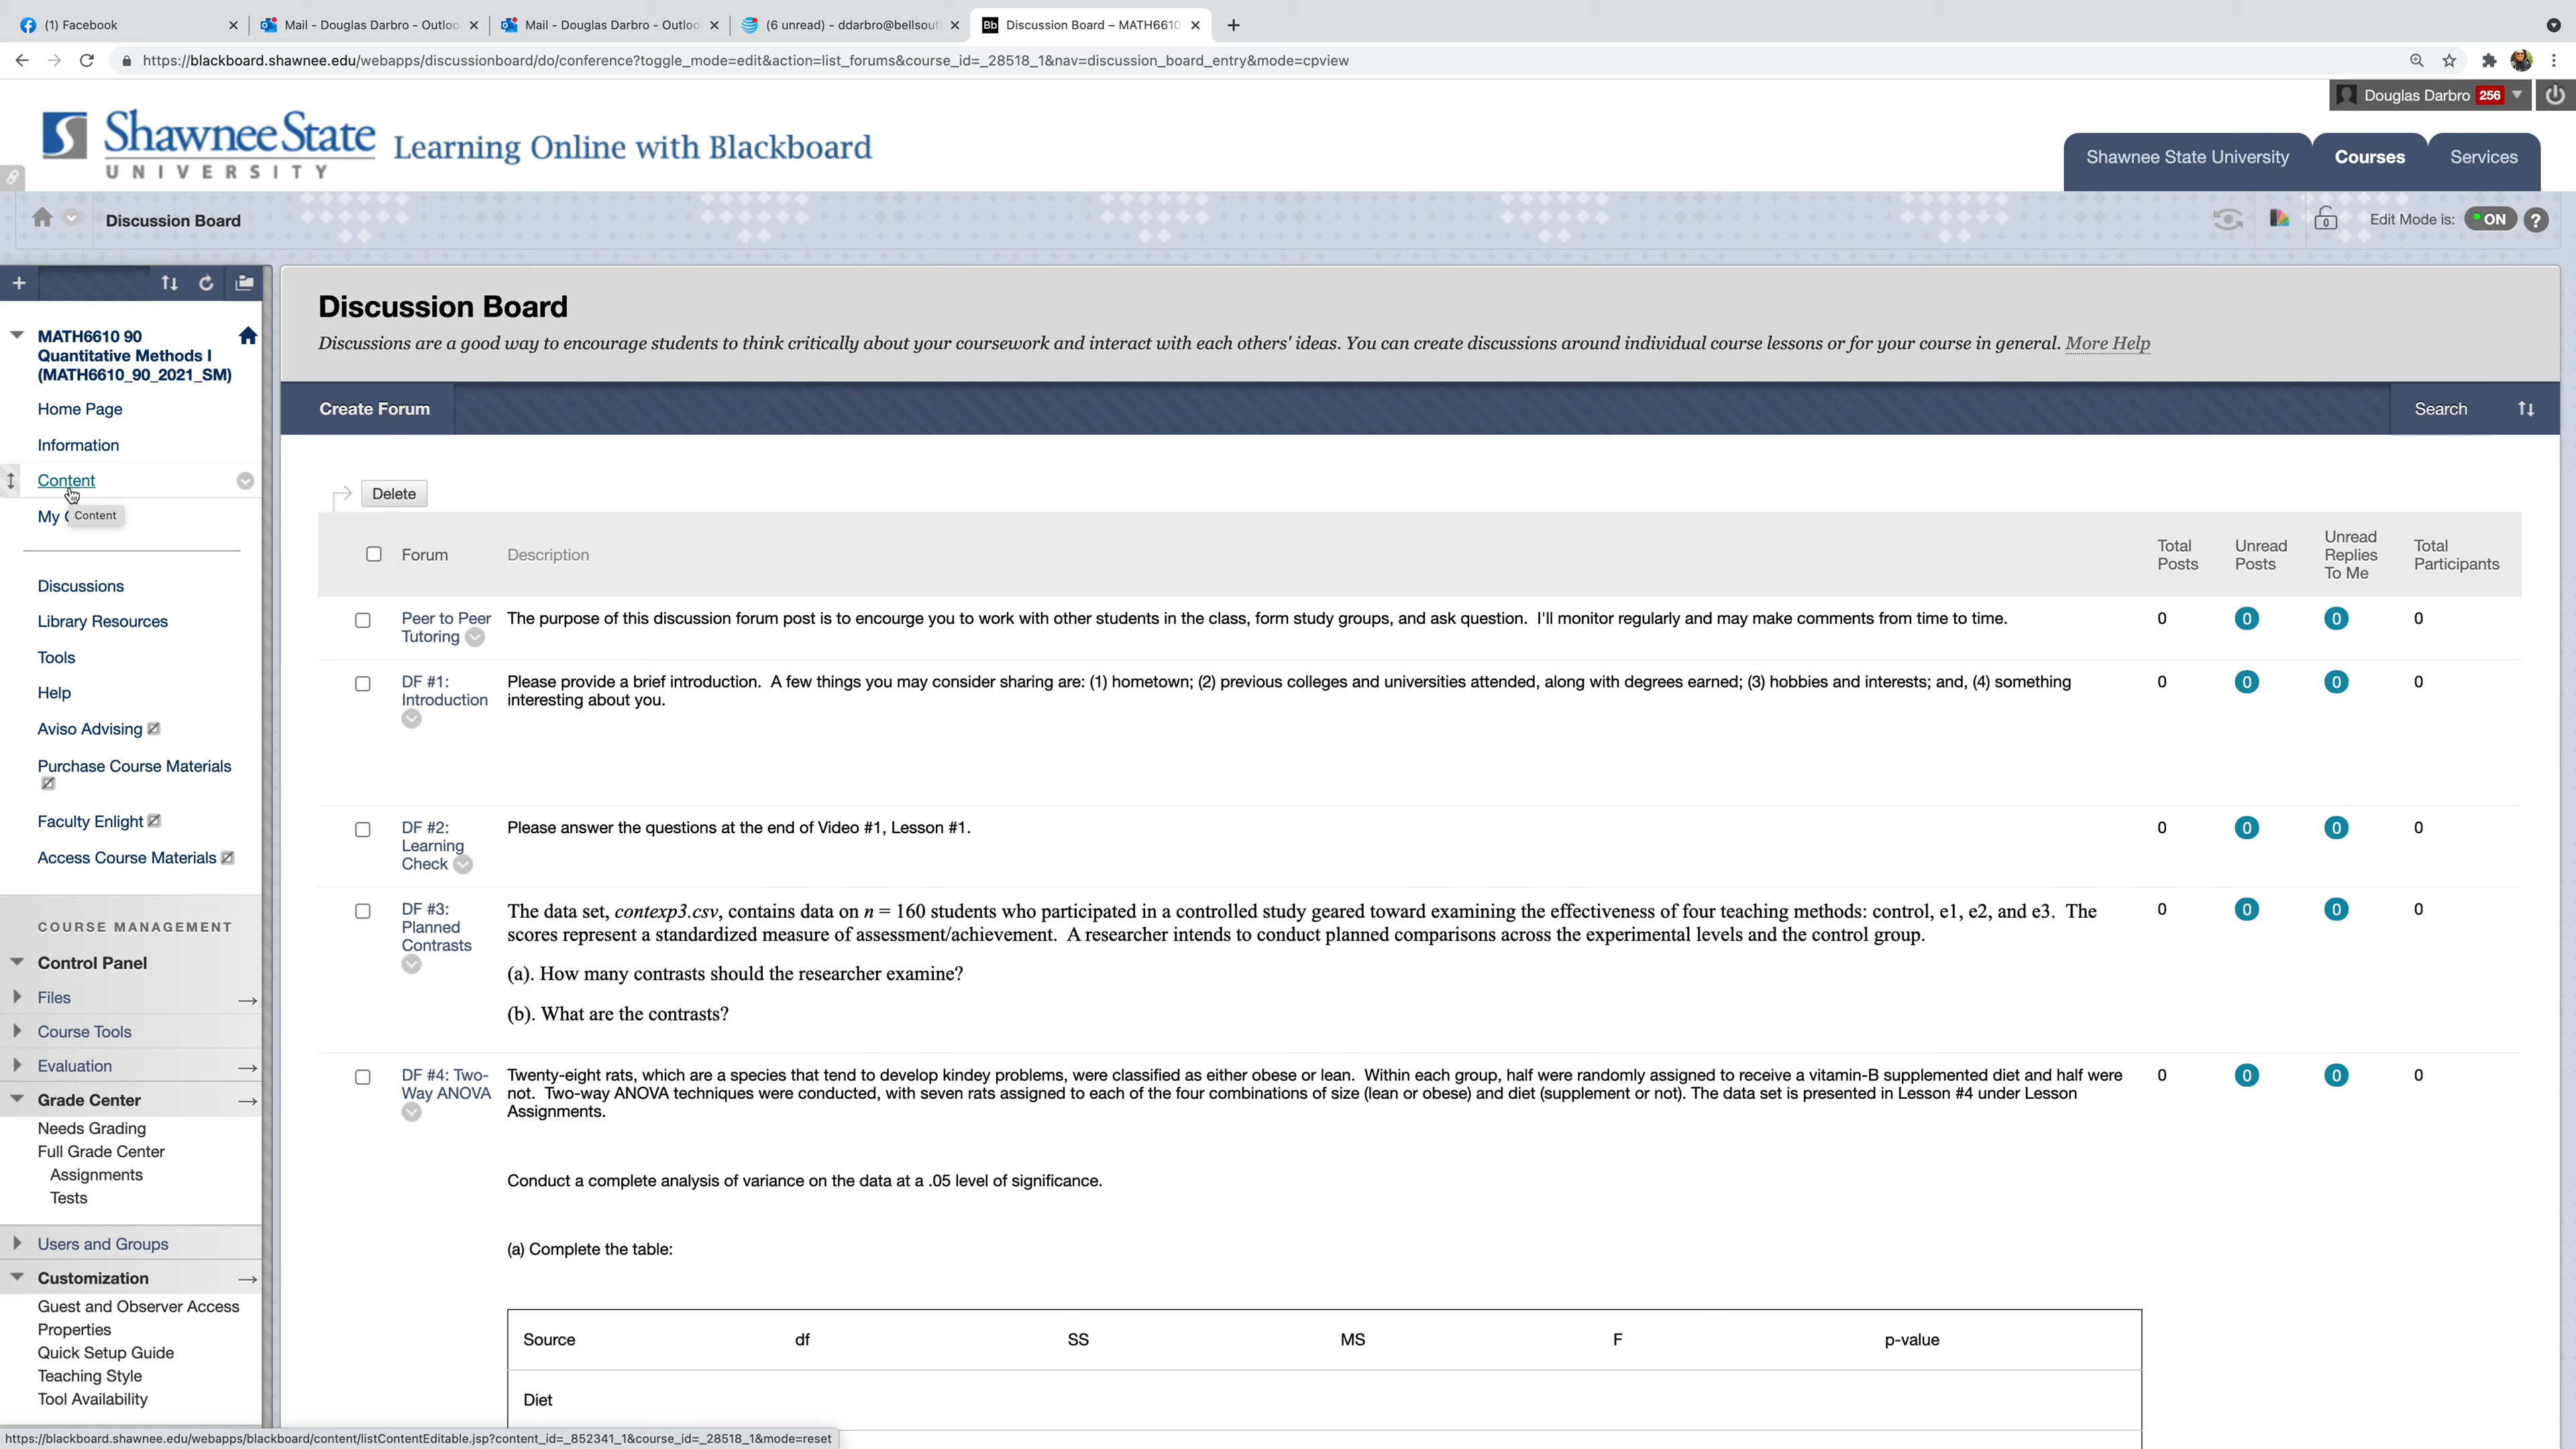 (1) Facebook
Mail - Douglas Darbro - Outloo
Mail - Douglas Darbro - Outloo
(6 unread) - ddarbro@bellsout
Bb Discussion Board – MATH6610
https://blackboard.shawnee.edu/webapps/discussionboard/do/conference?toggle_mode=edit&action=list_forums&course_id=_28518_1&nav=discussion_board_entry&mode=cpview
Douglas Darbro 256
Shawnee State
UNIVERSITY
Learning Online with Blackboard
Shawnee State University
Courses
Services
Discussion Board
Edit Mode is: ON ?
MATH6610 90
Quantitative Methods I
(MATH6610_90_2021_SM)
Home Page
Information
Content
My C
Content
Discussions
Library Resources
Tools
Help
Aviso Advising
Purchase Course Materials
Faculty Enlight
Access Course Materials
COURSE MANAGEMENT
Control Panel
Files
Course Tools
Evaluation
Grade Center
Needs Grading
Full Grade Center
Assignments
Tests
Users and Groups
Customization
Guest and Observer Access
Properties
Quick Setup Guide
Teaching Style
Tool Availability
Discussion Board
Discussions are a good way to encourage students to think critically about your coursework and interact with each others' ideas. You can create discussions around individual course lessons or for your course in general. More Help
Create Forum
Search
Delete
Forum
Description
Total
Posts
Unread
Posts
Unread
Replies
To Me
Total
Participants
Peer to Peer
Tutoring
The purpose of this discussion forum post is to encourge you to work with other students in the class, form study groups, and ask question. I'll monitor regularly and may make comments from time to time.
0 0 0 0
DF #1:
Introduction
Please provide a brief introduction. A few things you may consider sharing are: (1) hometown; (2) previous colleges and universities attended, along with degrees earned; (3) hobbies and interests; and, (4) something
interesting about you.
0 0 0 0
DF #2:
Learning
Check
Please answer the questions at the end of Video #1, Lesson #1.
0 0 0 0
DF #3:
Planned
Contrasts
The data set, contexp3.csv, contains data on n = 160 students who participated in a controlled study geared toward examining the effectiveness of four teaching methods: control, e1, e2, and e3. The
scores represent a standardized measure of assessment/achievement. A researcher intends to conduct planned comparisons across the experimental levels and the control group.
(a). How many contrasts should the researcher examine?
(b). What are the contrasts?
0 0 0 0
DF #4: Two-
Way ANOVA
Twenty-eight rats, which are a species that tend to develop kindey problems, were classified as either obese or lean. Within each group, half were randomly assigned to receive a vitamin-B supplemented diet and half were
not. Two-way ANOVA techniques were conducted, with seven rats assigned to each of the four combinations of size (lean or obese) and diet (supplement or not). The data set is presented in Lesson #4 under Lesson
Assignments.
0 0 0 0
Conduct a complete analysis of variance on the data at a .05 level of significance.
(a) Complete the table:
Source df SS MS F p-value
Diet
https://blackboard.shawnee.edu/webapps/blackboard/content/listContentEditable.jsp?content_id=_852341_1&course_id=_28518_1&mode=reset